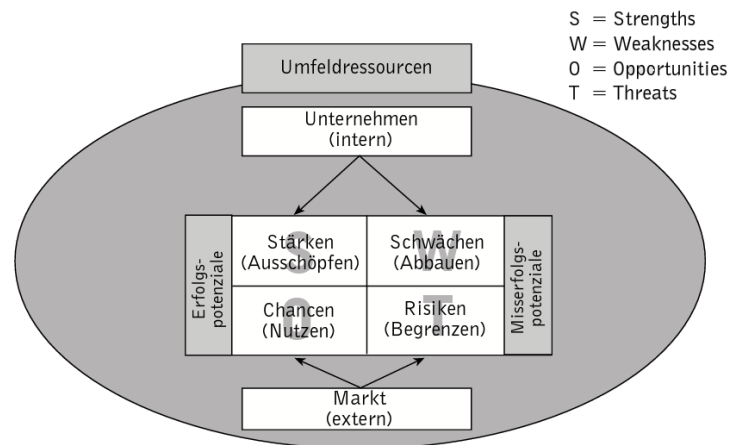 S = Strengths
W = Weaknesses
O = Opportunities
T = Threats
Umfeldressourcen
Unternehmen
(intern)
Erfolgs-
potenziale
S
Stärken
(Ausschöpfen)
W
Schwächen
(Abbauen)
O
Chancen
(Nutzen)
T
Risiken
(Begrenzen)
Misserfolgs-
potenziale
Markt
(extern)